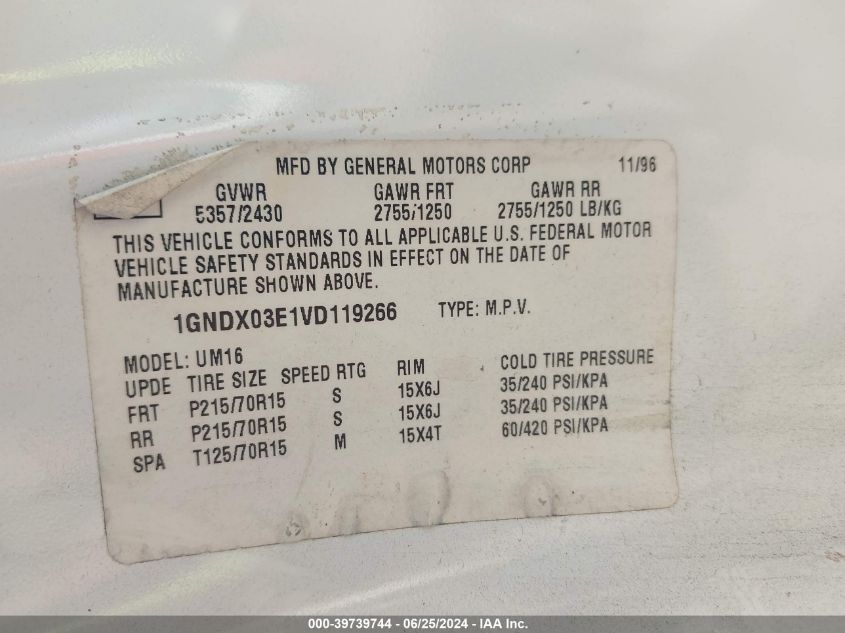 MFD BY GENERAL MOTORS CORP 11/96
GVWR GAWR FRT GAWR RR
5357/2430 2755/1250 2755/1250 LB/KG
THIS VEHICLE CONFORMS TO ALL APPLICABLE U.S. FEDERAL MOTOR
VEHICLE SAFETY STANDARDS IN EFFECT ON THE DATE OF
MANUFACTURE SHOWN ABOVE.
1GNDX03E1VD119266 TYPE: M.P.V.
MODEL: UM16
UPDE TIRE SIZE SPEED RTG RIM COLD TIRE PRESSURE
FRT P215/70R15 S 15X6J 35/240 PSI/KPA
RR P215/70R15 S 15X6J 35/240 PSI/KPA
SPA T125/70R15 M 15X4T 60/420 PSI/KPA
000-39739744 / 06/25/2024 - IAA Inc.